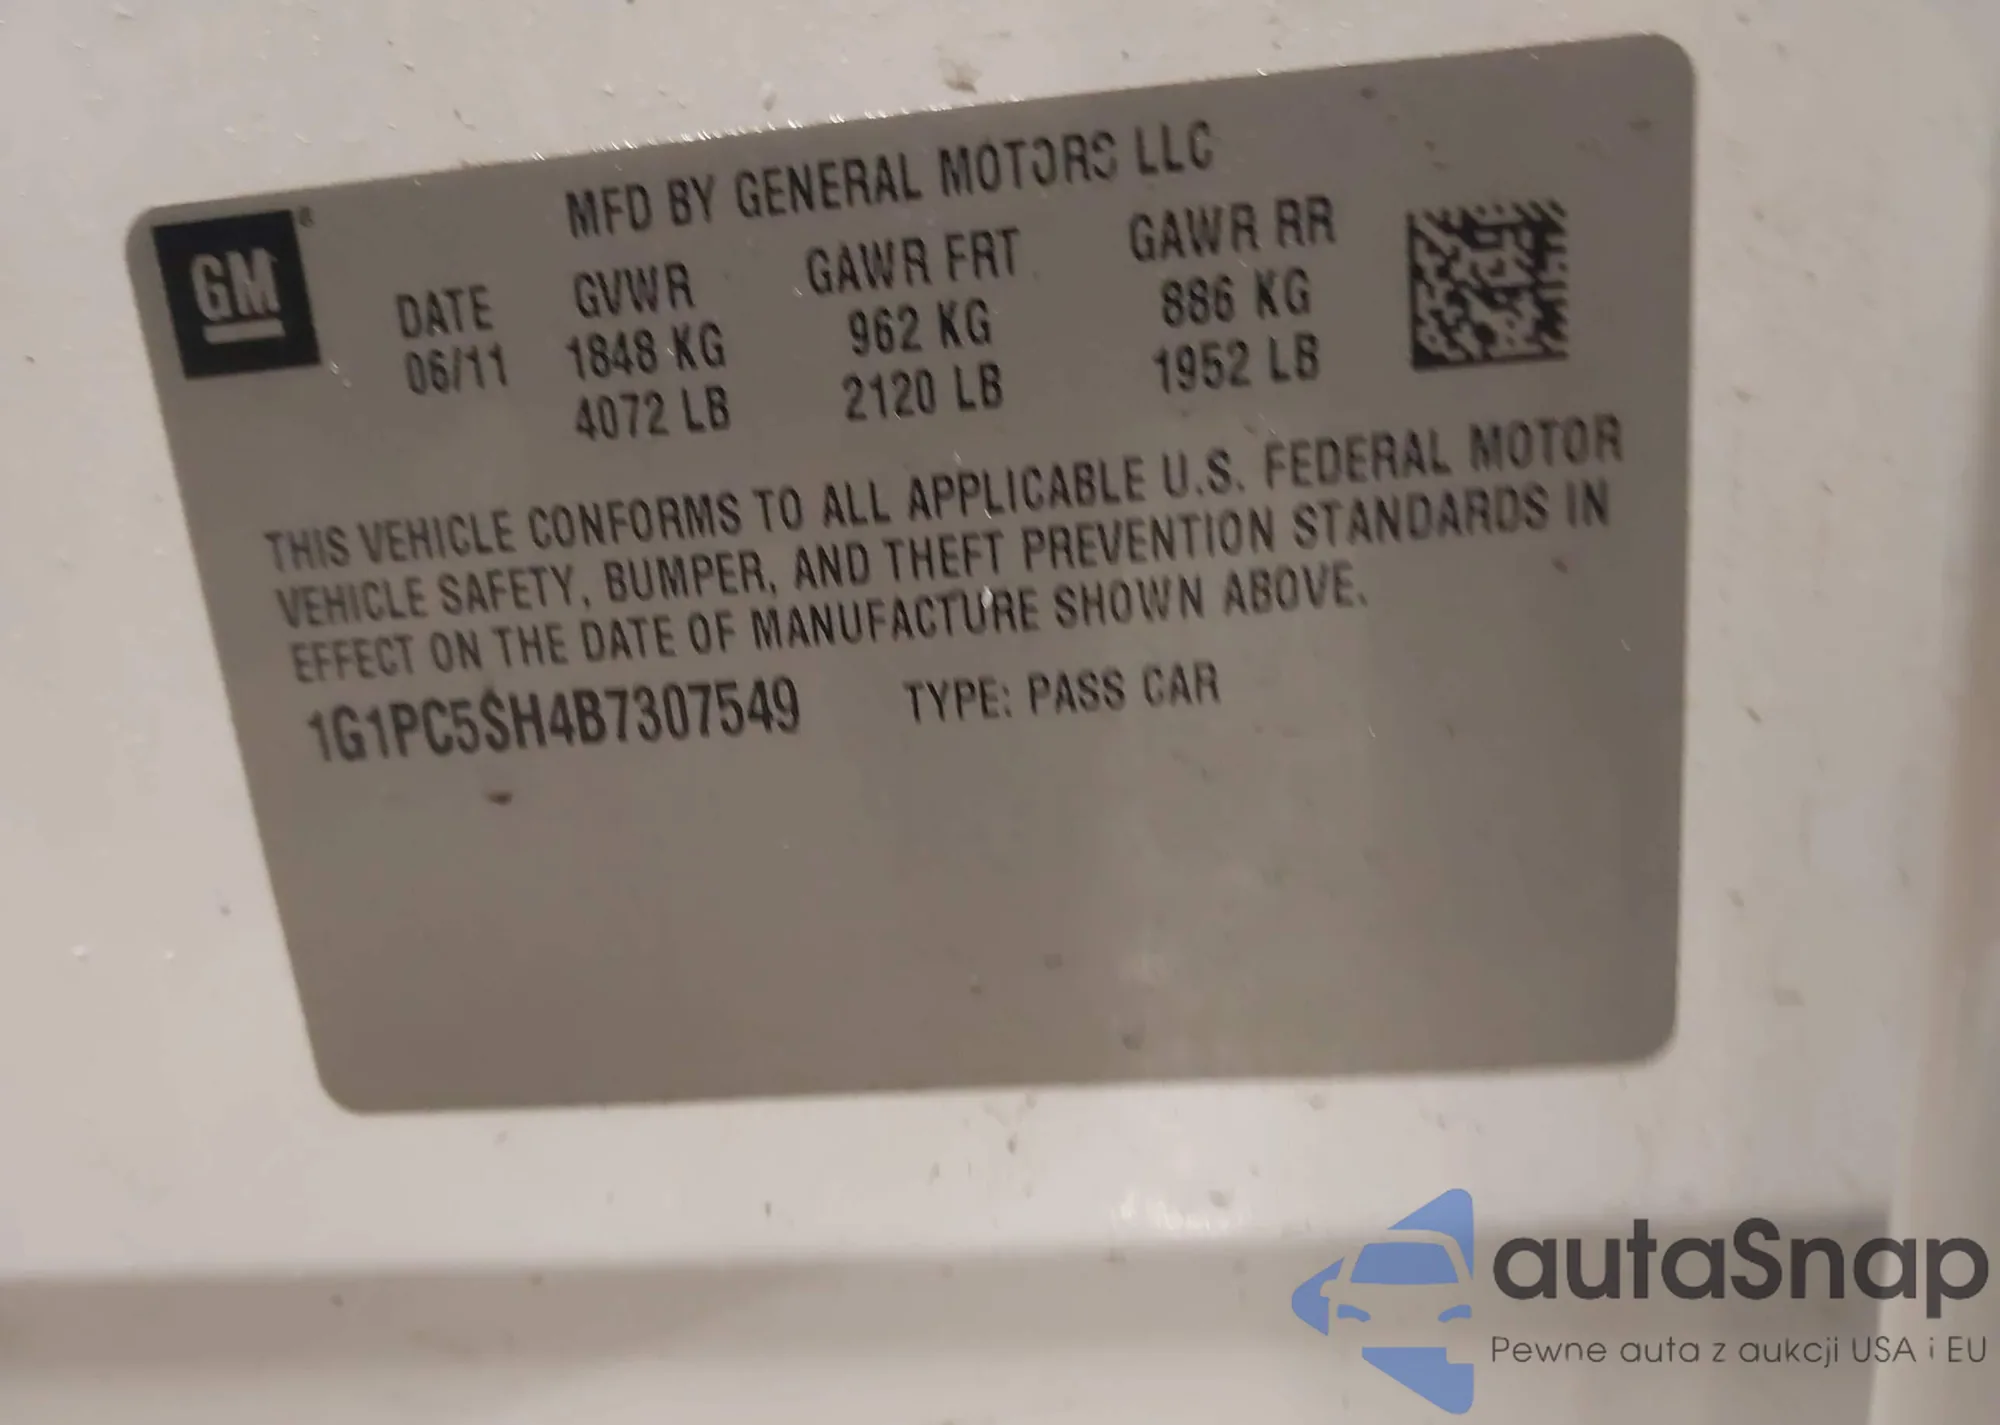 MFD BY GENERAL MOTORS LLC
GM®
DATE GVWR GAWR FRT GAWR RR
06/11 1848 KG 962 KG 886 KG
4072 LB 2120 LB 1952 LB
THIS VEHICLE CONFORMS TO ALL APPLICABLE U.S. FEDERAL MOTOR
VEHICLE SAFETY, BUMPER, AND THEFT PREVENTION STANDARDS IN
EFFECT ON THE DATE OF MANUFACTURE SHOWN ABOVE.
1G1PC5SH4B7307549 TYPE: PASS CAR
autaSnap
Pewne auta z aukcji USA i EU